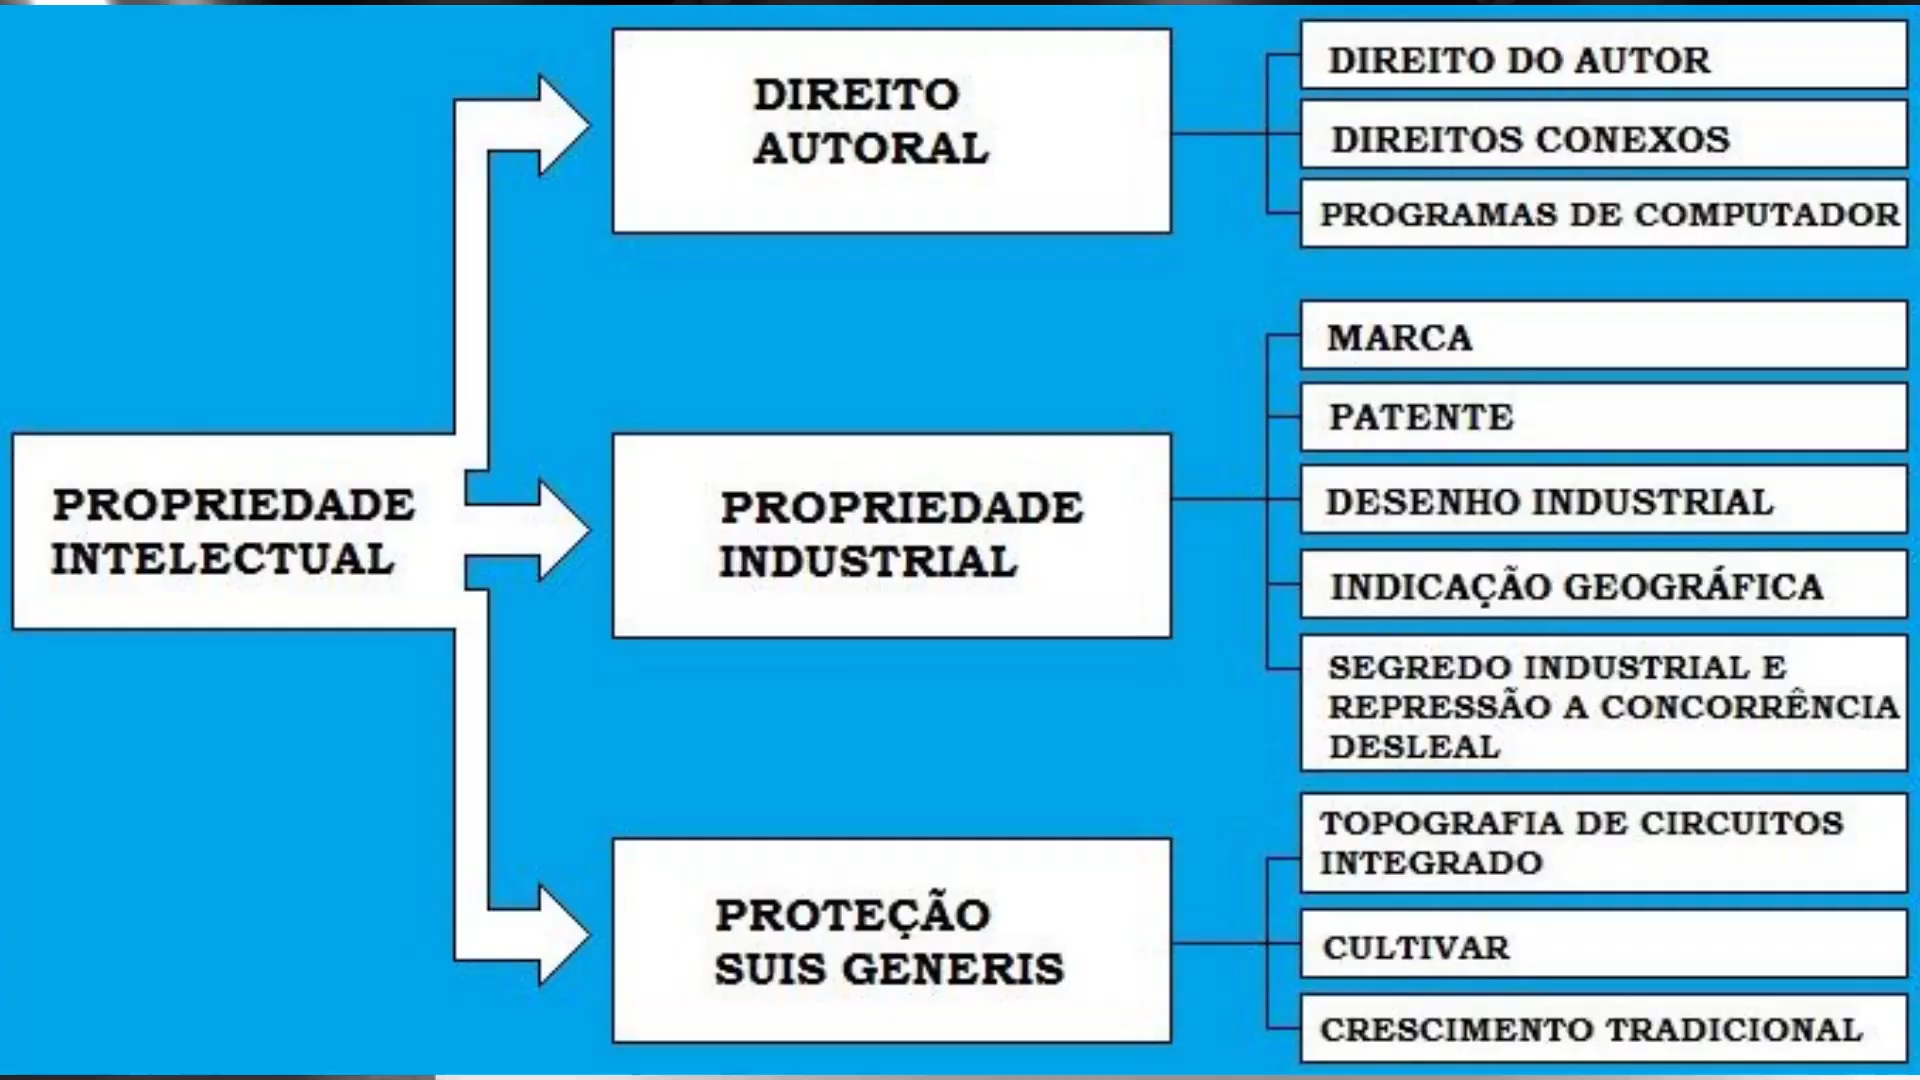 PROPRIEDADE
INTELECTUAL
DIREITO
AUTORAL
DIREITO DO AUTOR
DIREITOS CONEXOS
PROGRAMAS DE COMPUTADOR
PROPRIEDADE
INDUSTRIAL
MARCA
PATENTE
DESENHO INDUSTRIAL
INDICAÇÃO GEOGRÁFICA
SEGREDO INDUSTRIAL E
REPRESSÃO A CONCORRÊNCIA
DESLEAL
PROTEÇÃO
SUIS GENERIS
TOPOGRAFIA DE CIRCUITOS
INTEGRADO
CULTIVAR
CRESCIMENTO TRADICIONAL